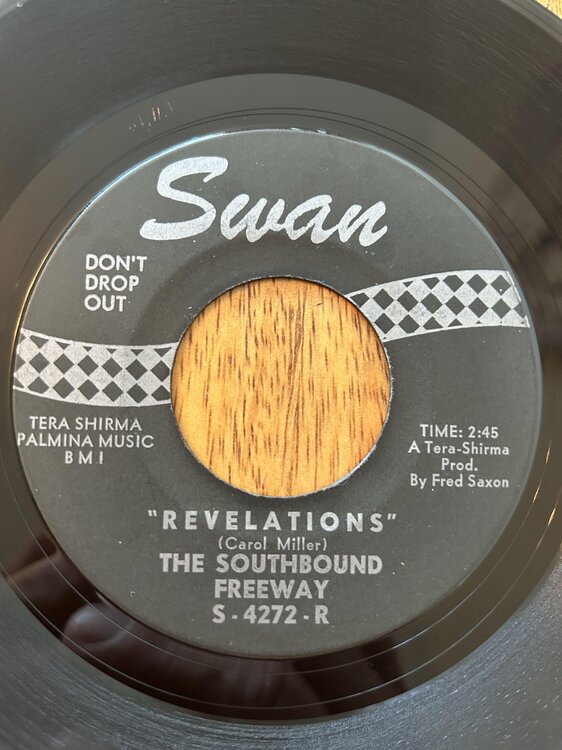 Swan
DON'T
DROP
OUT
TERA SHIRMA
PALMINA MUSIC
BMI
TIME: 2:45
A Tera-Shirma
Prod.
By Fred Saxon
"REVELATIONS"
(Carol Miller)
THE SOUTHBOUND
FREEWAY
S-4272-R